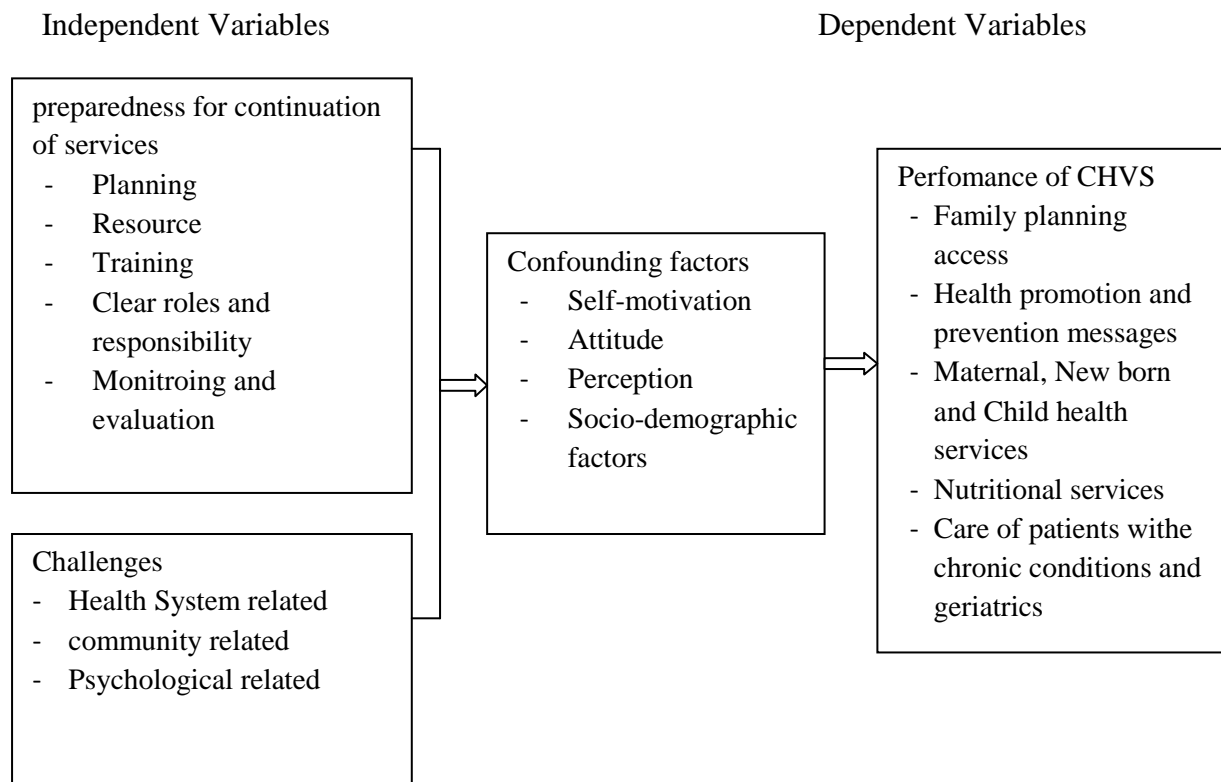 Independent Variables
Dependent Variables
preparedness for continuation
of services
- Planning
- Resource
- Training
- Clear roles and
responsibility
- Monitroing and
evaluation
Challenges
- Health System related
- community related
- Psychological related
Confounding factors
- Self-motivation
- Attitude
- Perception
- Socio-demographic
factors
Perfomance of CHVS
- Family planning
access
- Health promotion and
prevention messages
- Maternal, New born
and Child health
services
- Nutritional services
- Care of patients withe
chronic conditions and
geriatrics